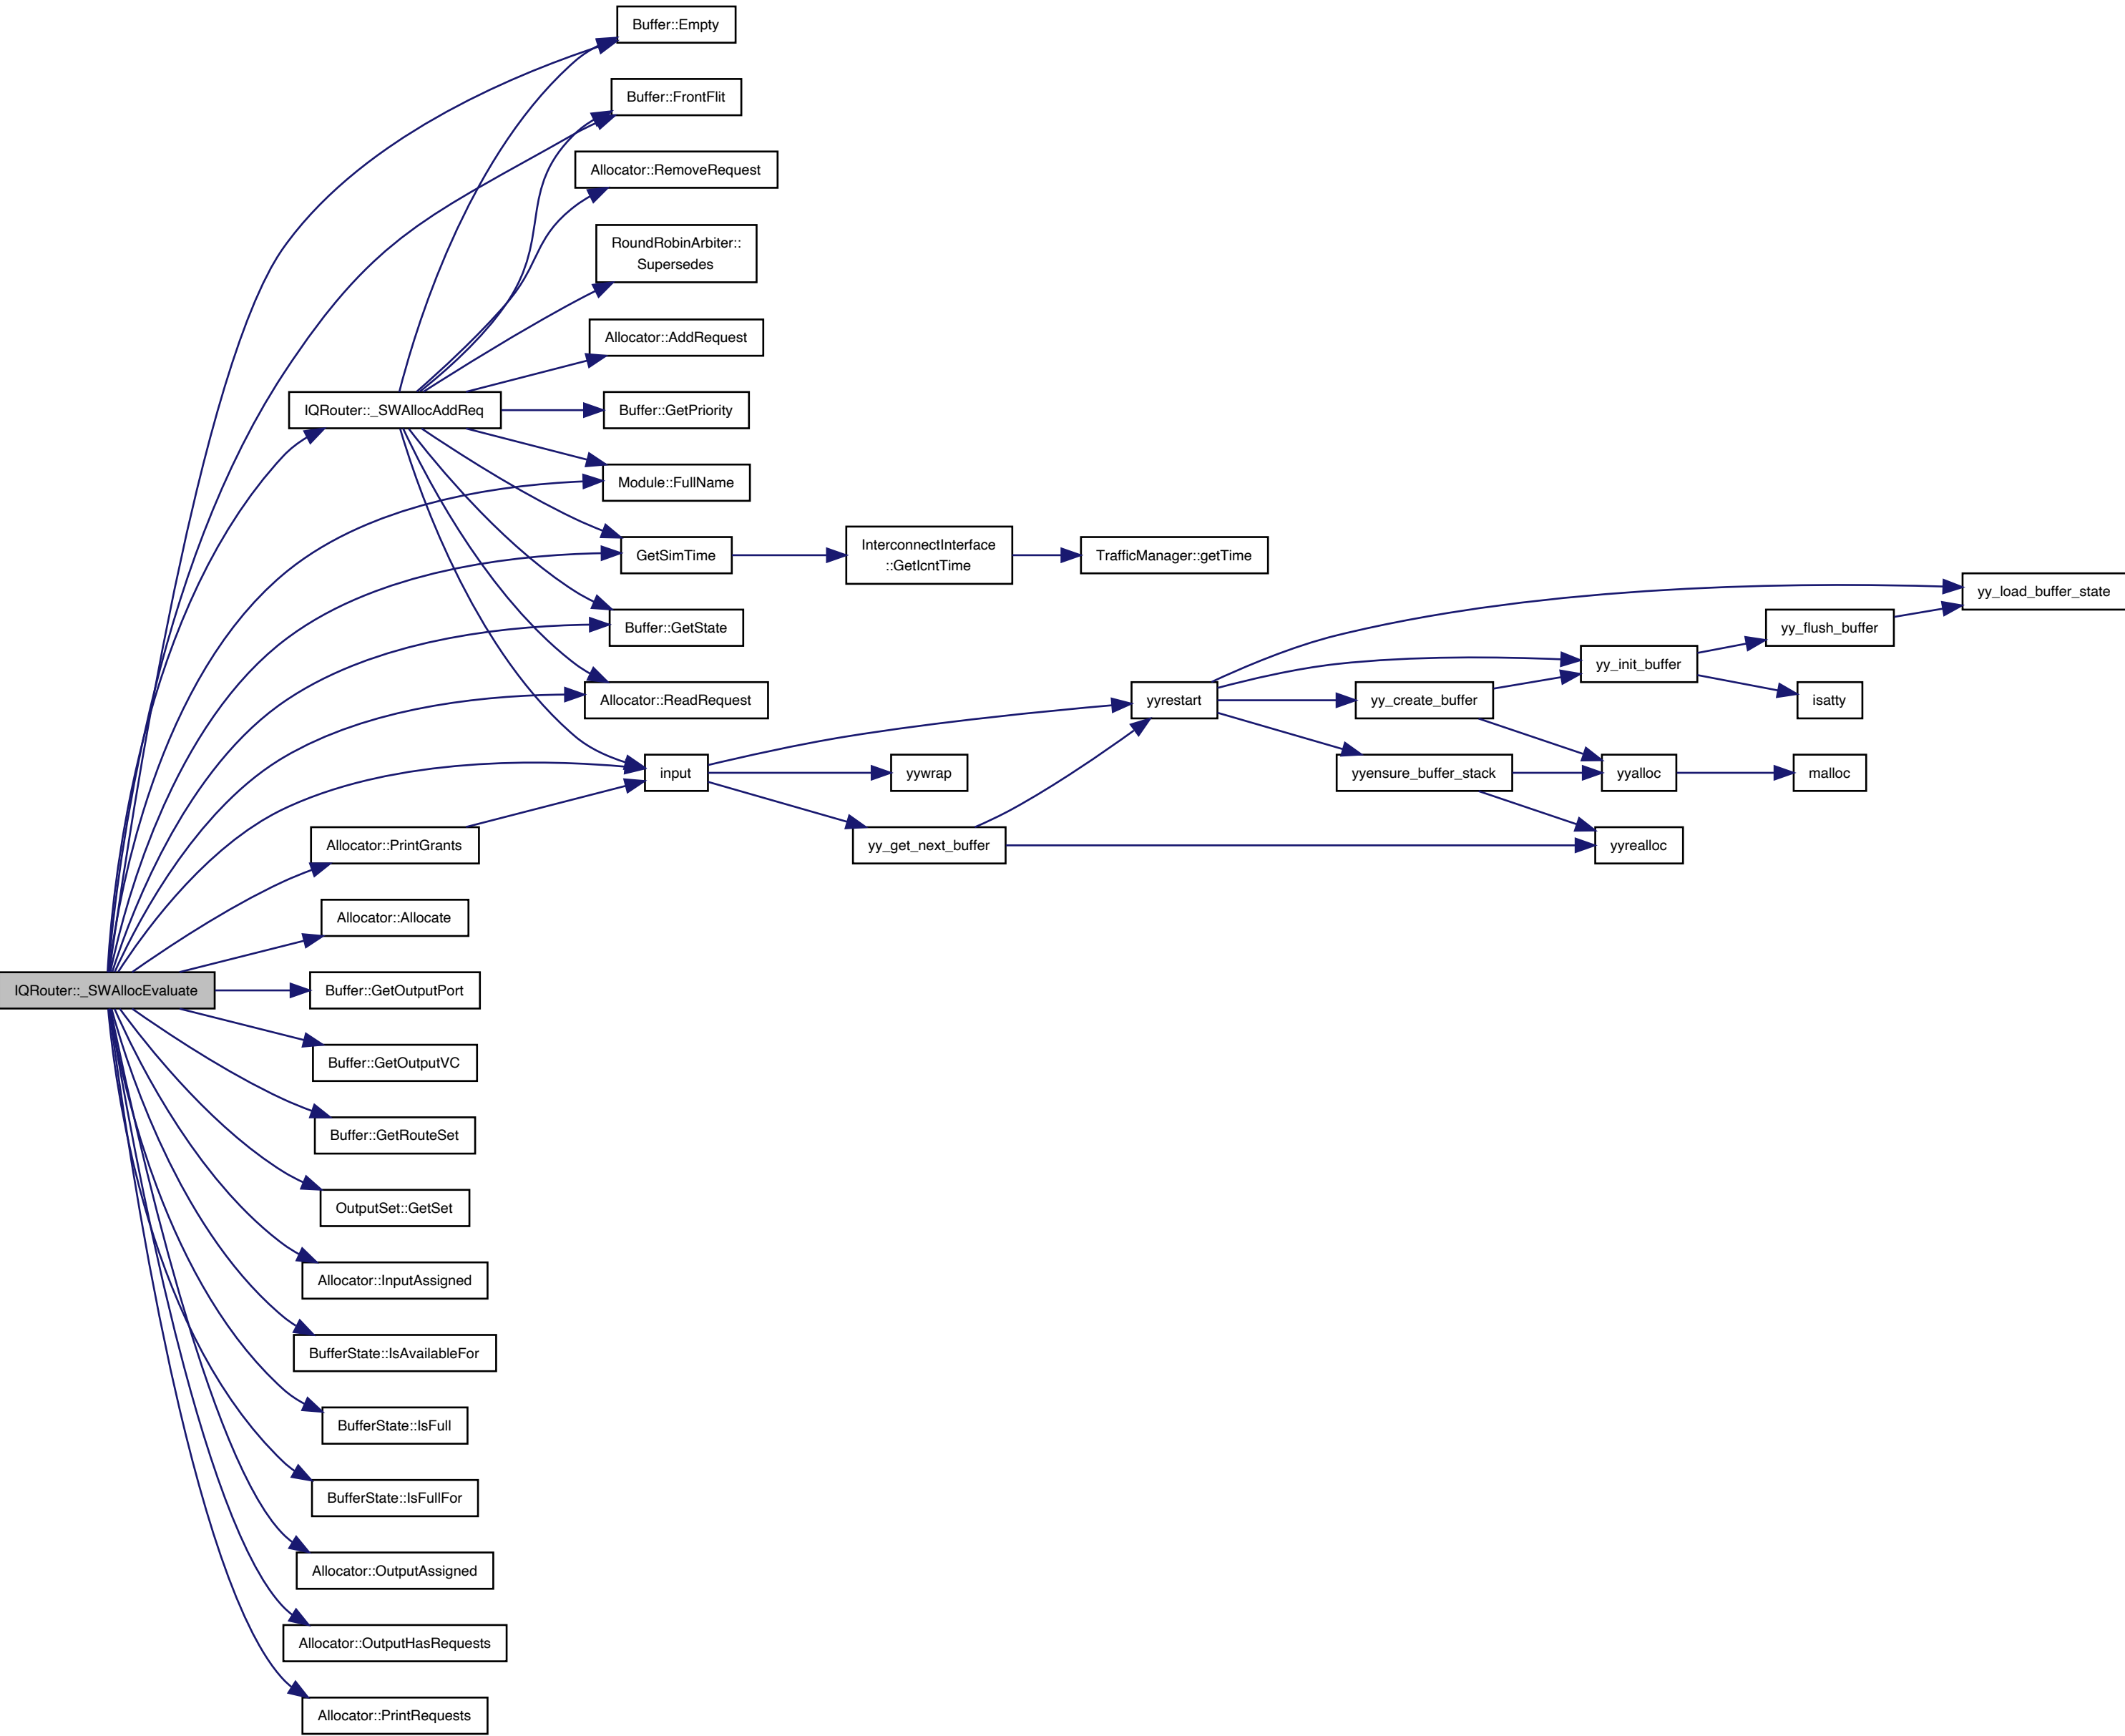 Buffer::Empty
Buffer::FrontFlit
Allocator::RemoveRequest
RoundRobinArbiter::
Supersedes
Allocator::AddRequest
IQRouter::_SWAllocAddReq
Buffer::GetPriority
Module::FullName
GetSimTime
InterconnectInterface
::GetIcntTime
TrafficManager::getTime
yy_load_buffer_state
Buffer::GetState
yy_flush_buffer
yy_init_buffer
Allocator::ReadRequest
yyrestart
yy_create_buffer
isatty
input
yywrap
yyensure_buffer_stack
yyalloc
malloc
Allocator::PrintGrants
yy_get_next_buffer
yyrealloc
Allocator::Allocate
IQRouter::_SWAllocEvaluate
Buffer::GetOutputPort
Buffer::GetOutputVC
Buffer::GetRouteSet
OutputSet::GetSet
Allocator::InputAssigned
BufferState::IsAvailableFor
BufferState::IsFull
BufferState::IsFullFor
Allocator::OutputAssigned
Allocator::OutputHasRequests
Allocator::PrintRequests